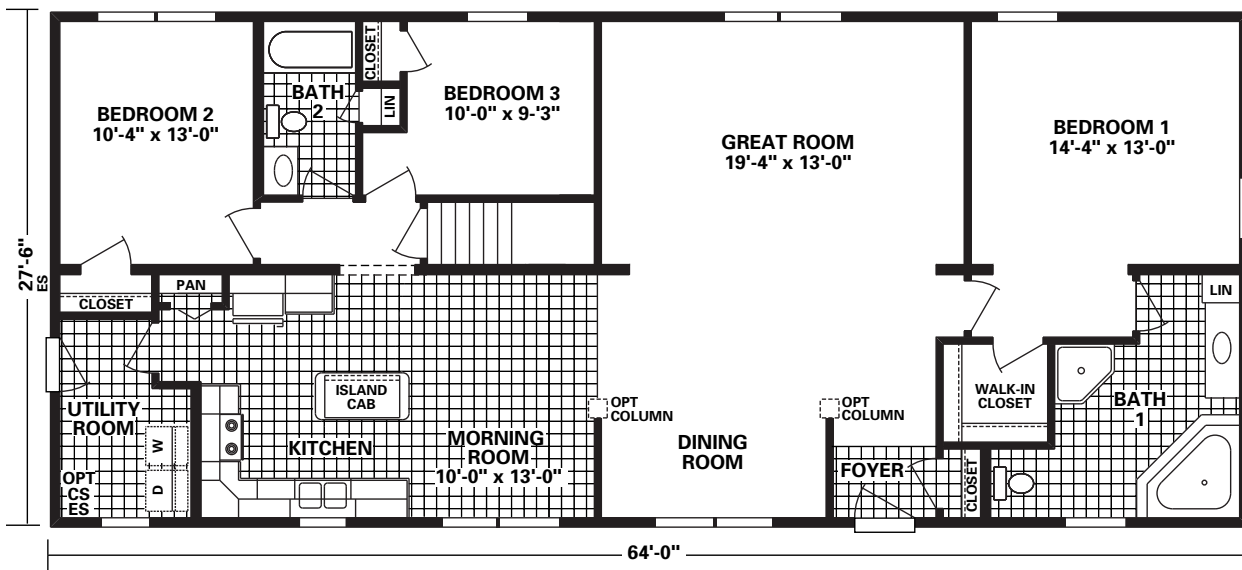 BEDROOM 2
10'-4" x 13'-0"
BATH
2
CLOSET
LIN
BEDROOM 3
10'-0" x 9-'3"
GREAT ROOM
19'-4" x 13'-0"
BEDROOM 1
14'-4" x 13'-0"
27'-6"
ES
CLOSET
PAN
LIN
UTILITY
ROOM
W
D
OPT
CS
ES
ISLAND
CAB
KITCHEN
MORNING
ROOM
10'-0" x 13'-0"
OPT
COLUMN
DINING
ROOM
OPT
COLUMN
FOYER
CLOSET
WALK-IN
CLOSET
BATH
1
64'-0"